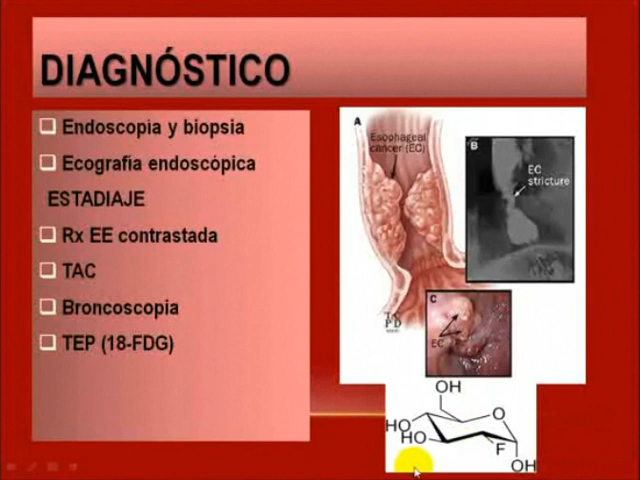 DIAGNÓSTICO
Endoscopia y biopsia
Ecografia endoscópica
ESTADIAJE
Rx EE contrastada
TAC
Broncoscopia
TEP (18-FDG)
A
Esophageal
cancer (EC)
B
EC
stricture
C
EC
OH
HO
HO
O
F
OH